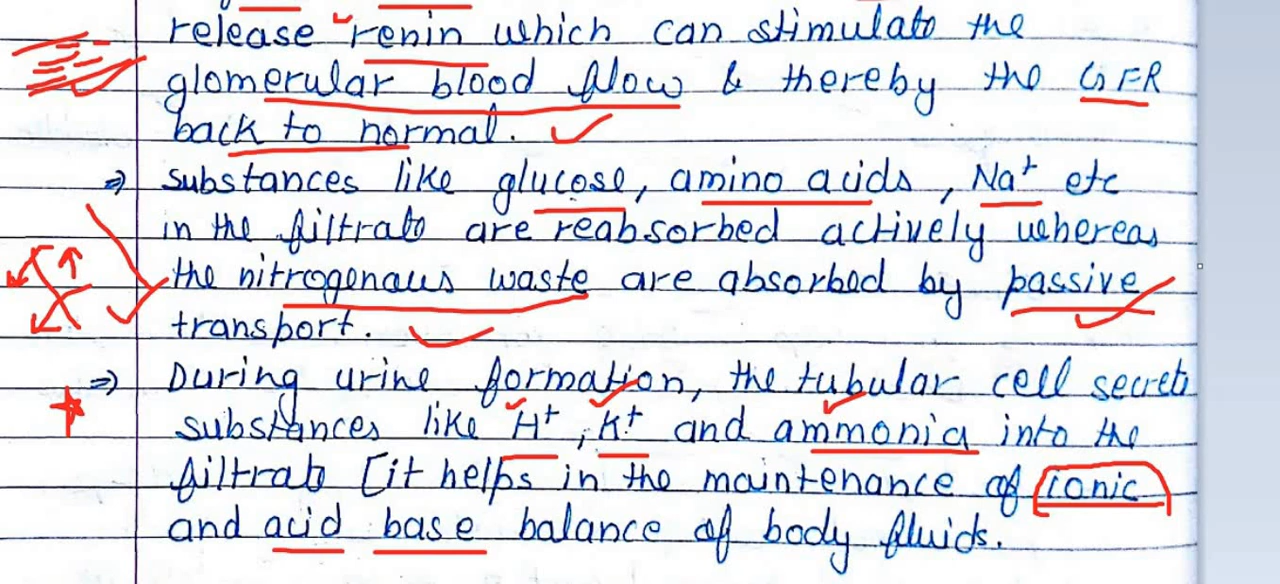 release renin which can stimulate the
glomerular blood flow & thereby the GFR
back to normal.
⇒ substances like glucose, amino acids, Na⁺ etc
in the filtrate are reabsorbed actively whereas
the nitrogenous waste are absorbed by passive
transport.
⇒ During urine formation, the tubular cell secrete
substances like H⁺, K⁺ and ammonia into the
filtrate [it helps in the maintenance of ionic
and acid base balance of body fluids.